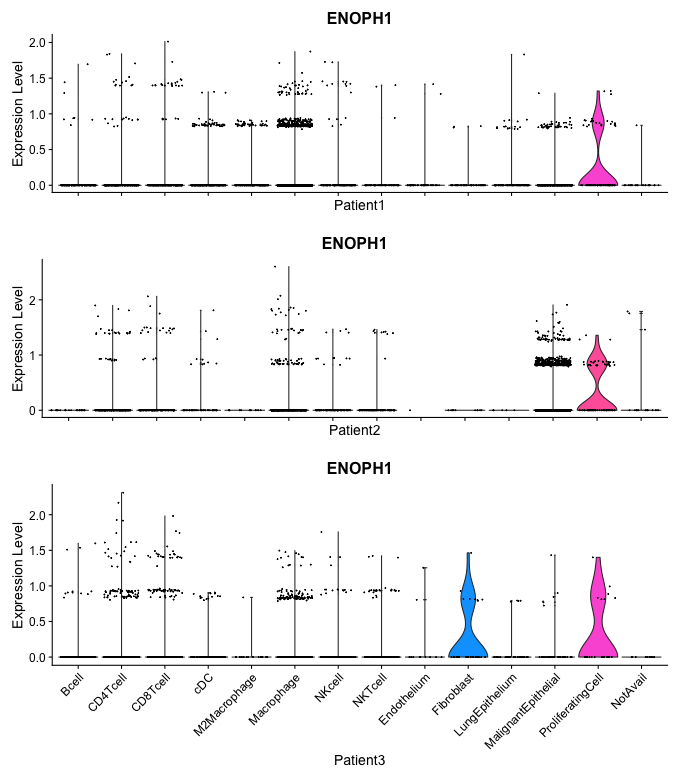 ENOPH1
Expression Level
2.0
1.5
1.0
0.5
0.0
Patient1
ENOPH1
Expression Level
2
1
0
Patient2
ENOPH1
Expression Level
2.0
1.5
1.0
0.5
0.0
Bcell
CD4Tcell
CD8Tcell
cDC
M2Macrophage
Macrophage
NKcell
NKTcell
Endothelium
Fibroblast
LungEpithelium
MalignantEpithelial
ProliferatingCell
NotAvail
Patient3